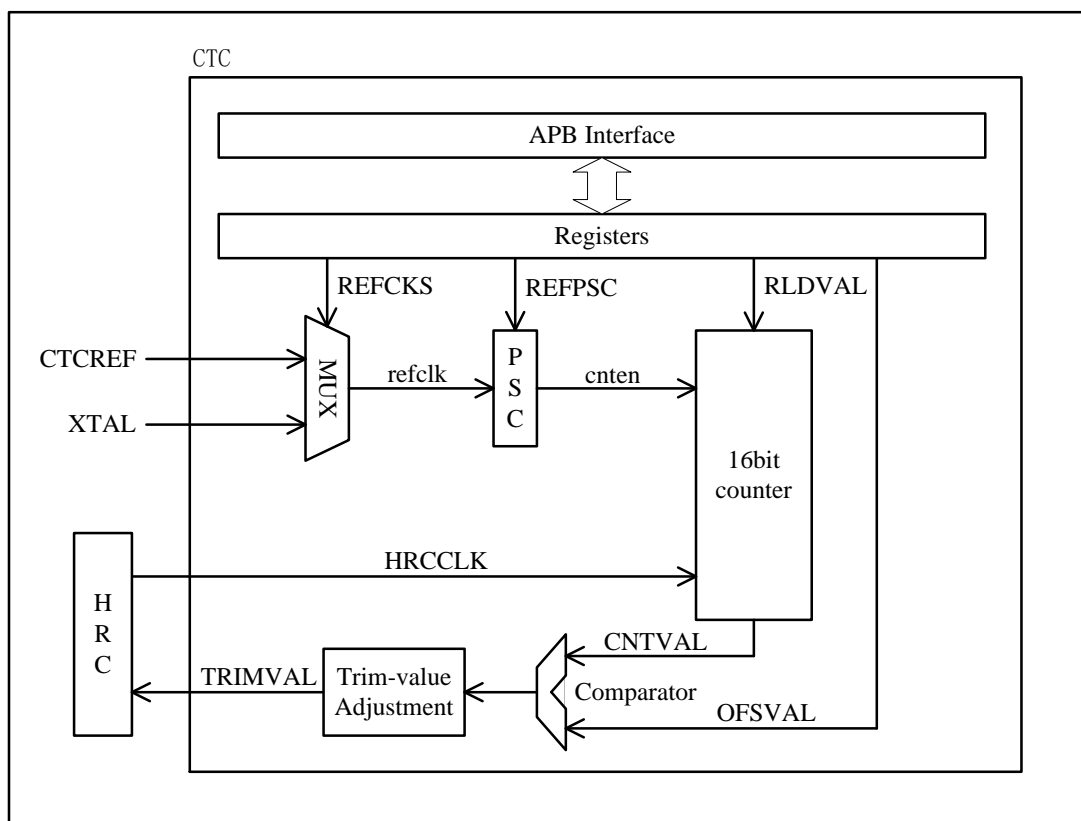 CTC
APB Interface
Registers
REFCKS
REFPSC
RLDVAL
CTCREF
XTAL
MUX
refclk
P
S
C
cnten
16bit
counter
HRCCLK
H
R
C
CNTVAL
TRIMVAL
Trim-value
Adjustment
Comparator
OFSVAL